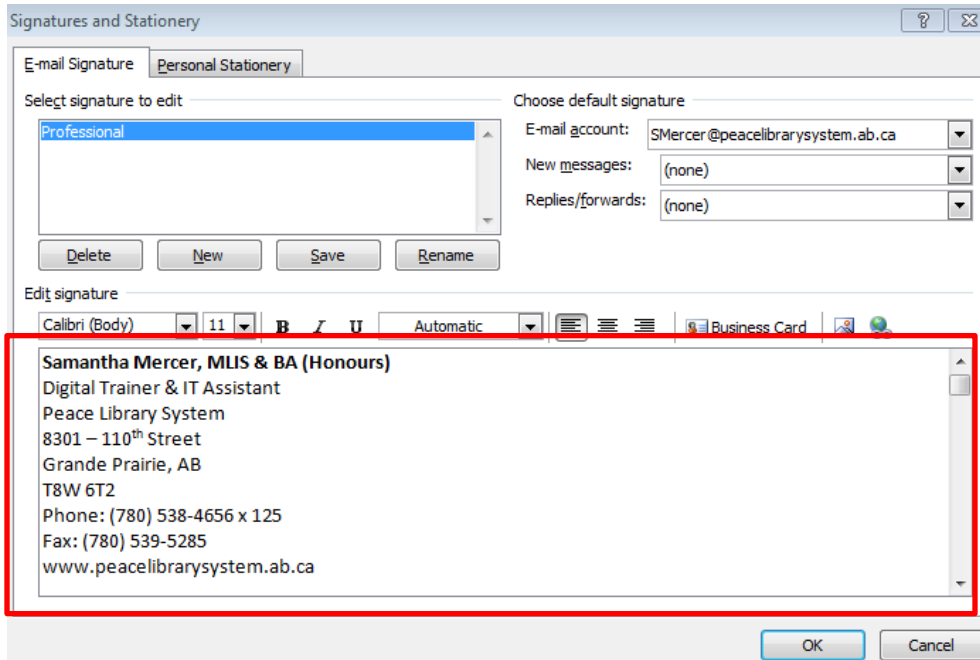 Signatures and Stationery
E-mail Signature Personal Stationery
Select signature to edit Choose default signature
Professional
E-mail account: SMercer@peacelibrarysystem.ab.ca
New messages: (none)
Replies/forwards: (none)
Delete New Save Rename
Edit signature
Calibri (Body) 11 B I U Automatic Business Card
Samantha Mercer, MLIS & BA (Honours)
Digital Trainer & IT Assistant
Peace Library System
8301 – 110th Street
Grande Prairie, AB
T8W 6T2
Phone: (780) 538-4656 x 125
Fax: (780) 539-5285
www.peacelibrarysystem.ab.ca
OK Cancel